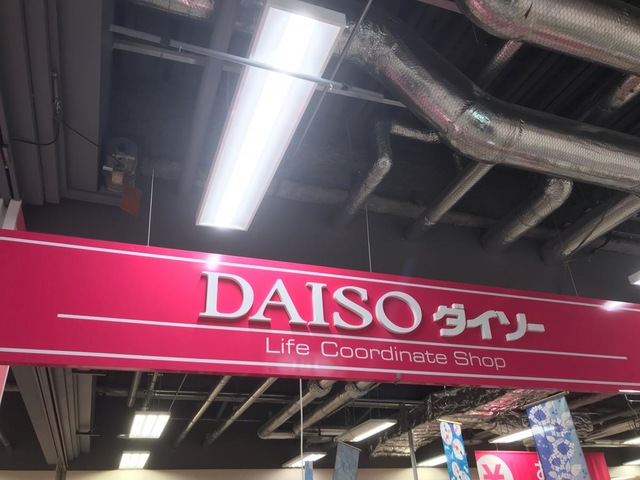 DAISO ダイソー
Life Coordinate Shop
¥